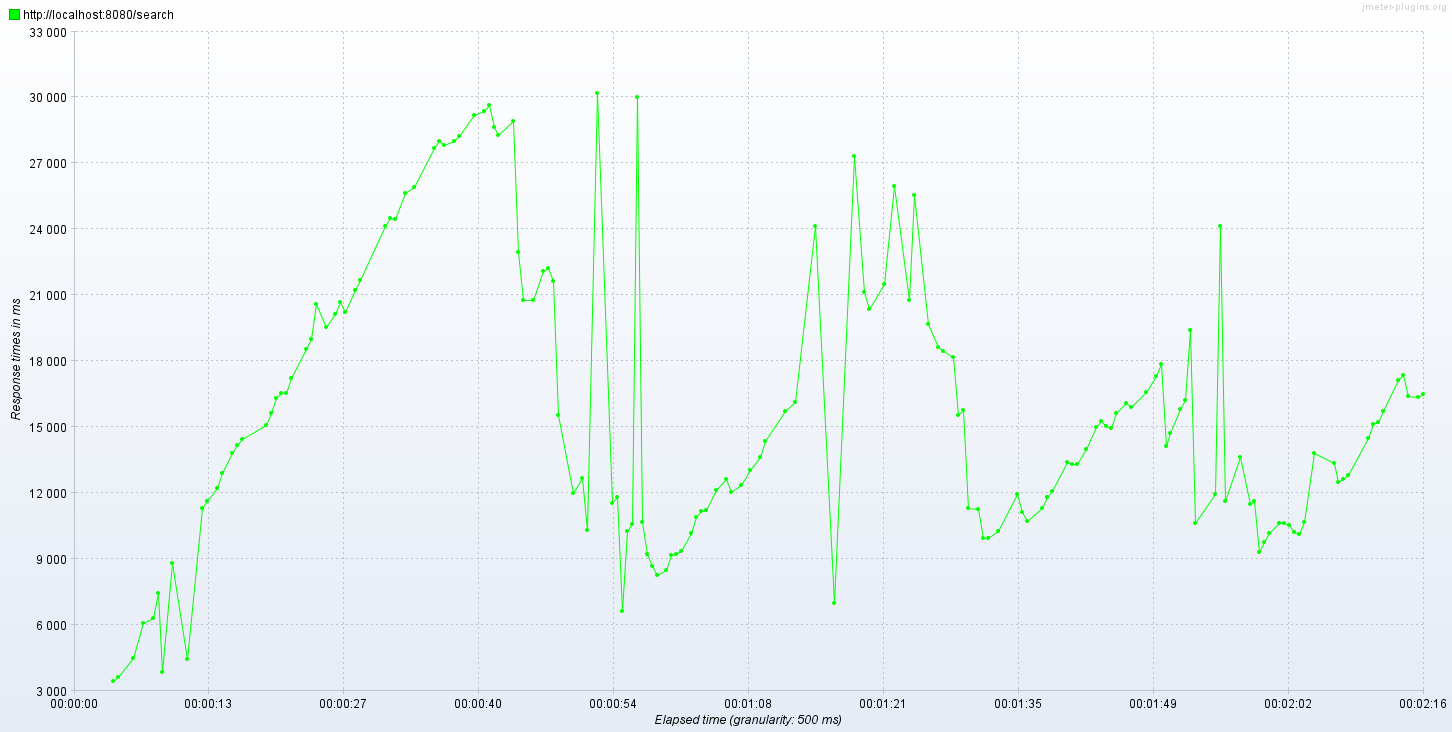 http://localhost:8080/search
jmeter-plugins.org
33 000
30 000
27 000
24 000
21 000
18 000
15 000
12 000
9 000
6 000
3 000
Response times in ms
00:00:00 00:00:13 00:00:27 00:00:40 00:00:54 00:01:08 00:01:21 00:01:35 00:01:49 00:02:02 00:02:16
Elapsed time (granularity: 500 ms)